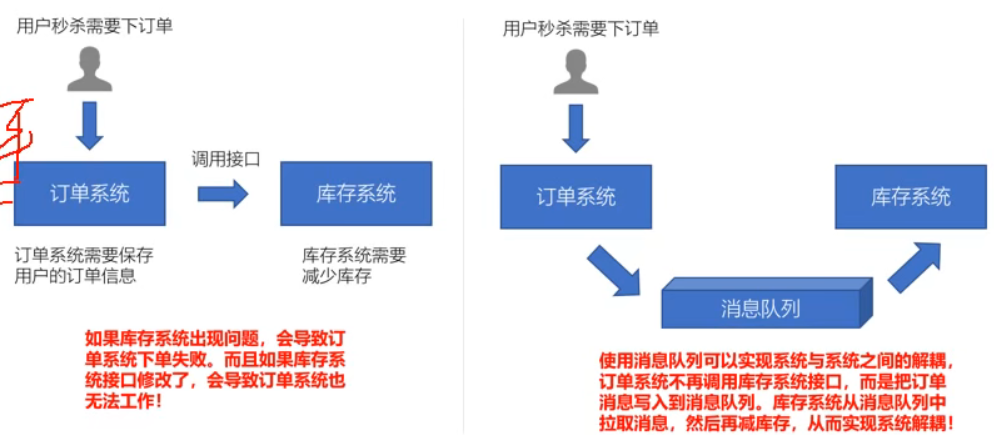 用户秒杀需要下订单
调用接口
订单系统
库存系统
订单系统需要保存
用户的订单信息
库存系统需要
减少库存
如果库存系统出现问题，会导致订
单系统下单失败。而且如果库存系
统接口修改了，会导致订单系统也
无法工作！
用户秒杀需要下订单
订单系统
库存系统
消息队列
使用消息队列可以实现系统与系统之间的解耦，
订单系统不再调用库存系统接口，而是把订单
消息写入到消息队列。库存系统从消息队列中
拉取消息，然后再减库存，从而实现系统解耦！